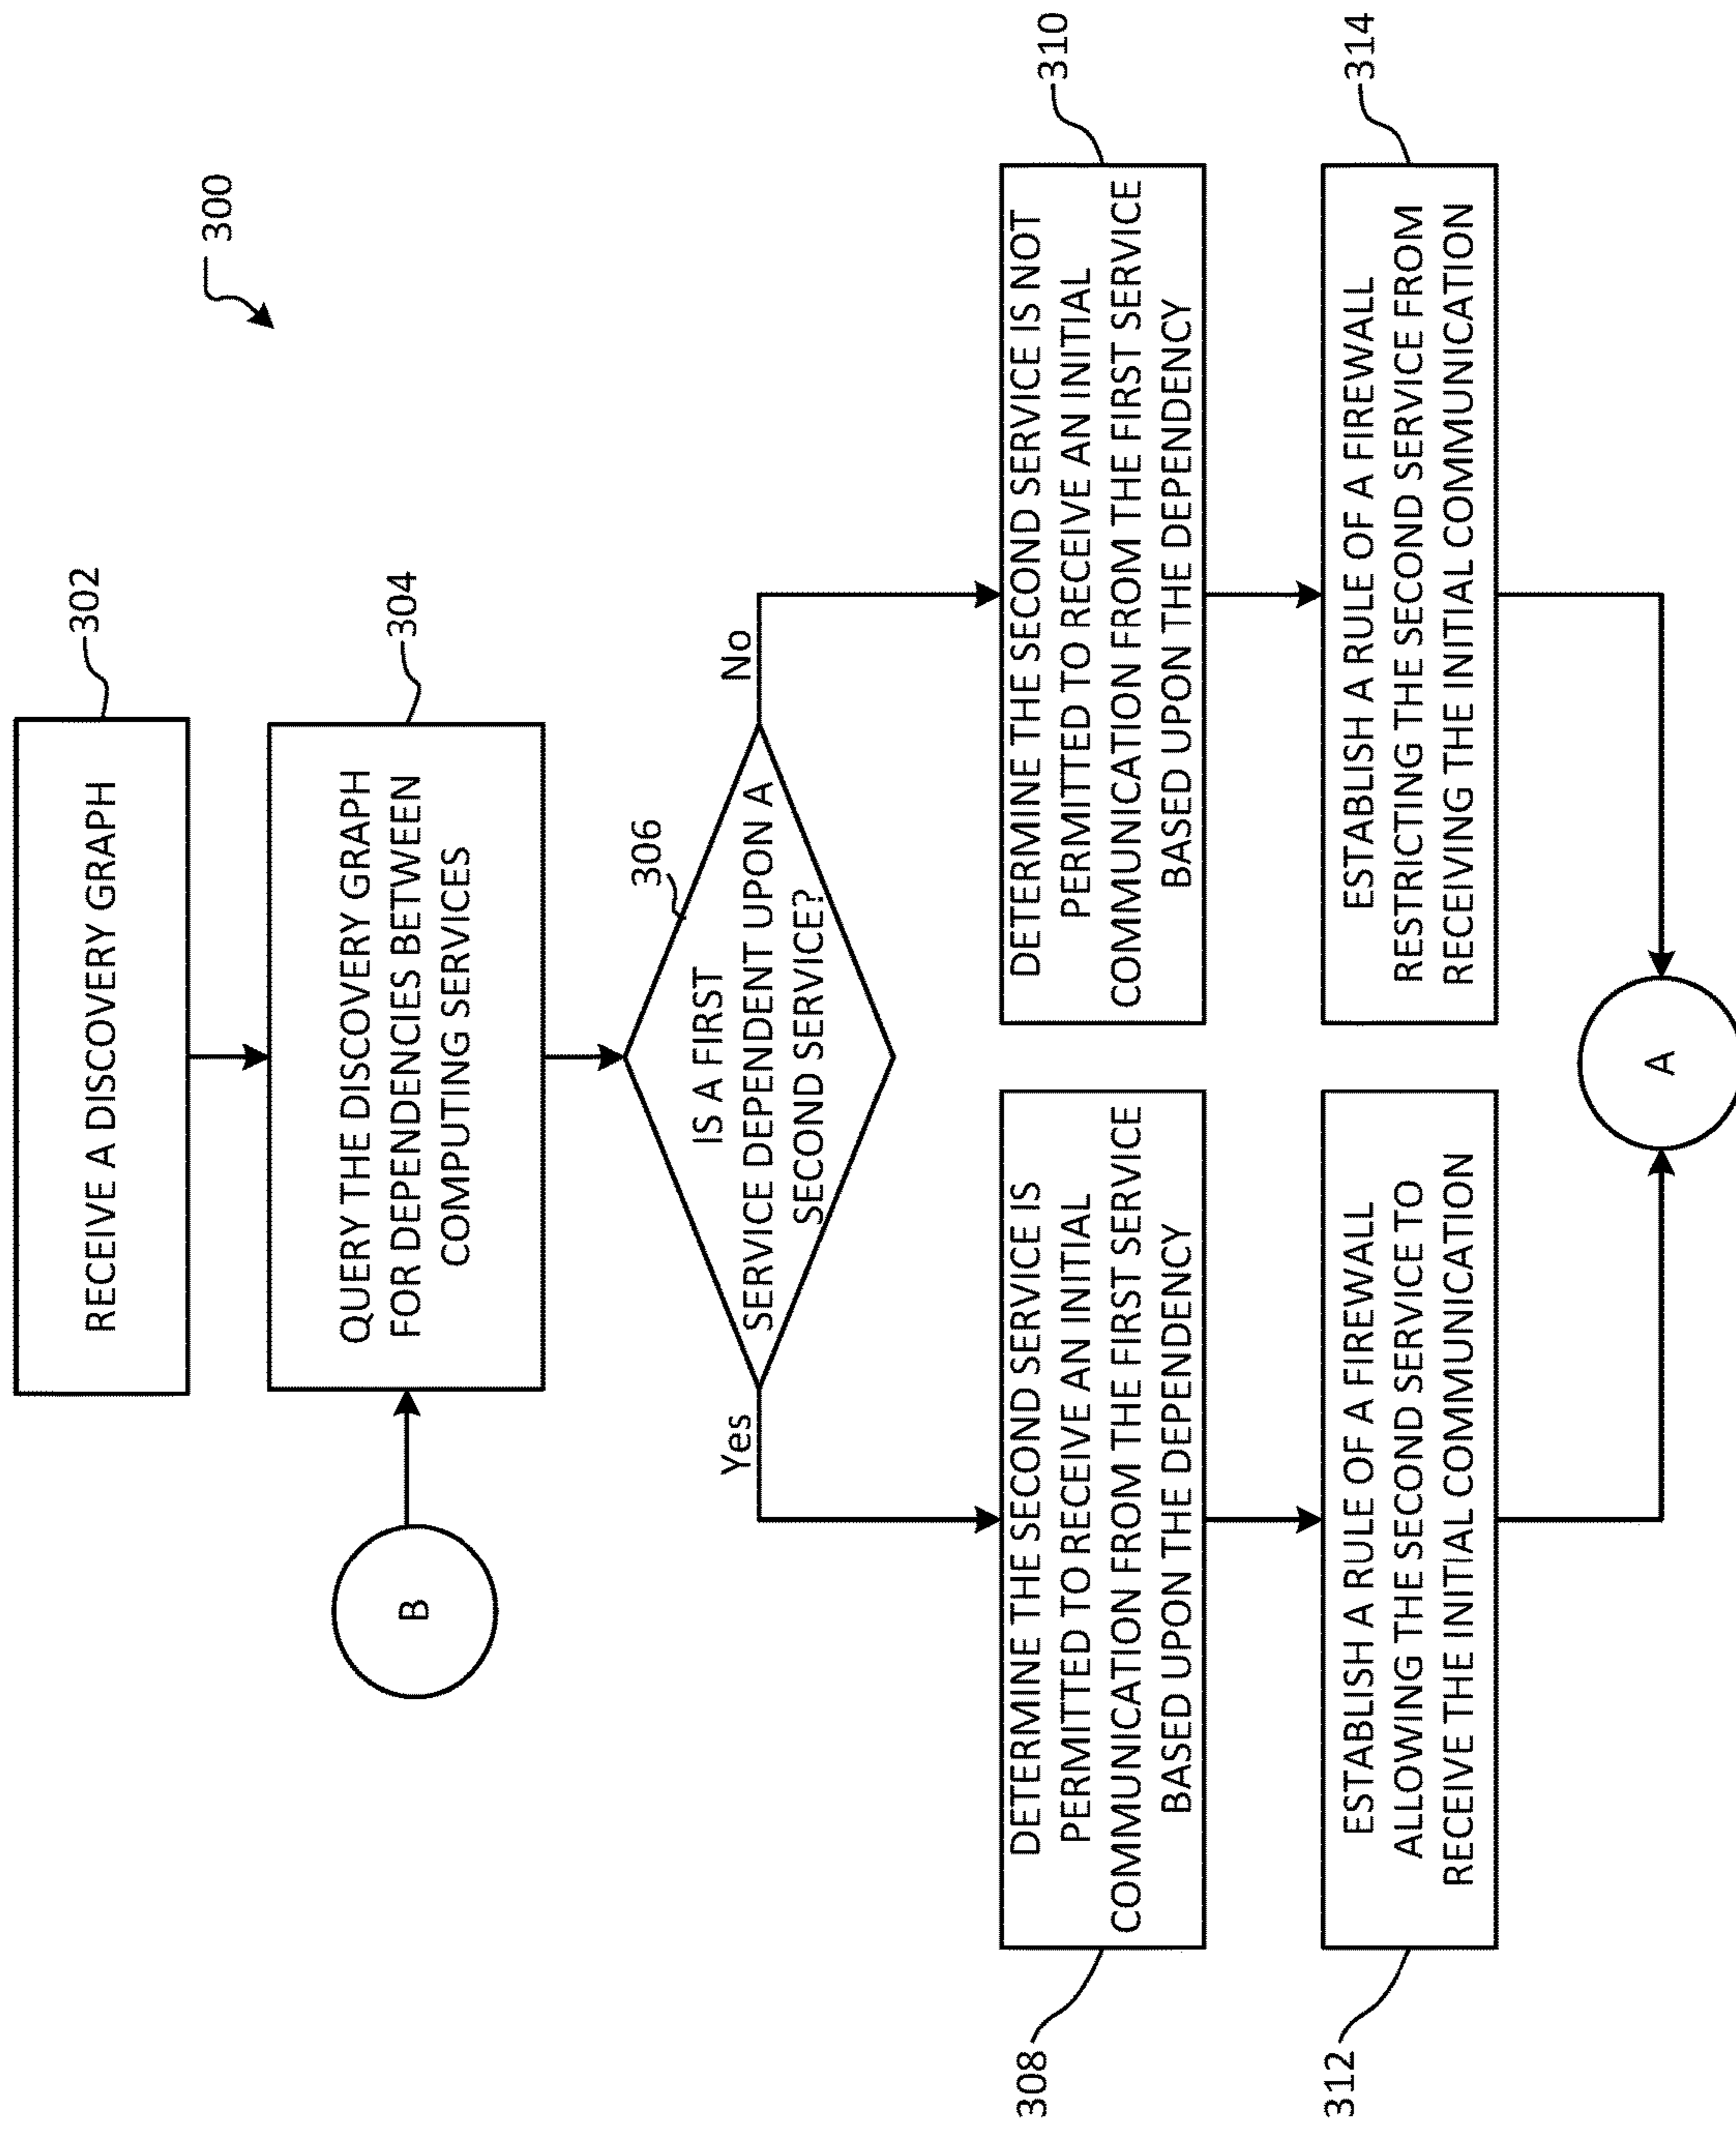 300
RECEIVE A DISCOVERY GRAPH
302
B
QUERY THE DISCOVERY GRAPH
FOR DEPENDENCIES BETWEEN
COMPUTING SERVICES
304
306
IS A FIRST
SERVICE DEPENDENT UPON A
SECOND SERVICE?
Yes
No
DETERMINE THE SECOND SERVICE IS
PERMITTED TO RECEIVE AN INITIAL
COMMUNICATION FROM THE FIRST SERVICE
BASED UPON THE DEPENDENCY
308
DETERMINE THE SECOND SERVICE IS NOT
PERMITTED TO RECEIVE AN INITIAL
COMMUNICATION FROM THE FIRST SERVICE
BASED UPON THE DEPENDENCY
310
ESTABLISH A RULE OF A FIREWALL
ALLOWING THE SECOND SERVICE TO
RECEIVE THE INITIAL COMMUNICATION
312
ESTABLISH A RULE OF A FIREWALL
RESTRICTING THE SECOND SERVICE FROM
RECEIVING THE INITIAL COMMUNICATION
314
A